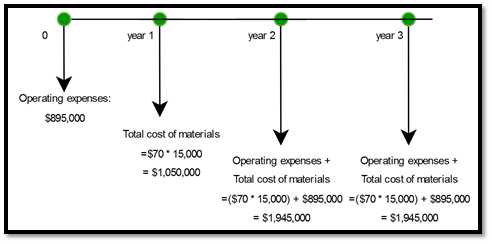 0
year 1
year 2
year 3
Operating expenses:
$895,000
Total cost of materials
=$70 * 15,000
= $1,050,000
Operating expenses +
Total cost of materials
=($70 * 15,000) + $895,000
= $1,945,000
Operating expenses +
Total cost of materials
=($70 * 15,000) + $895,000
= $1,945,000